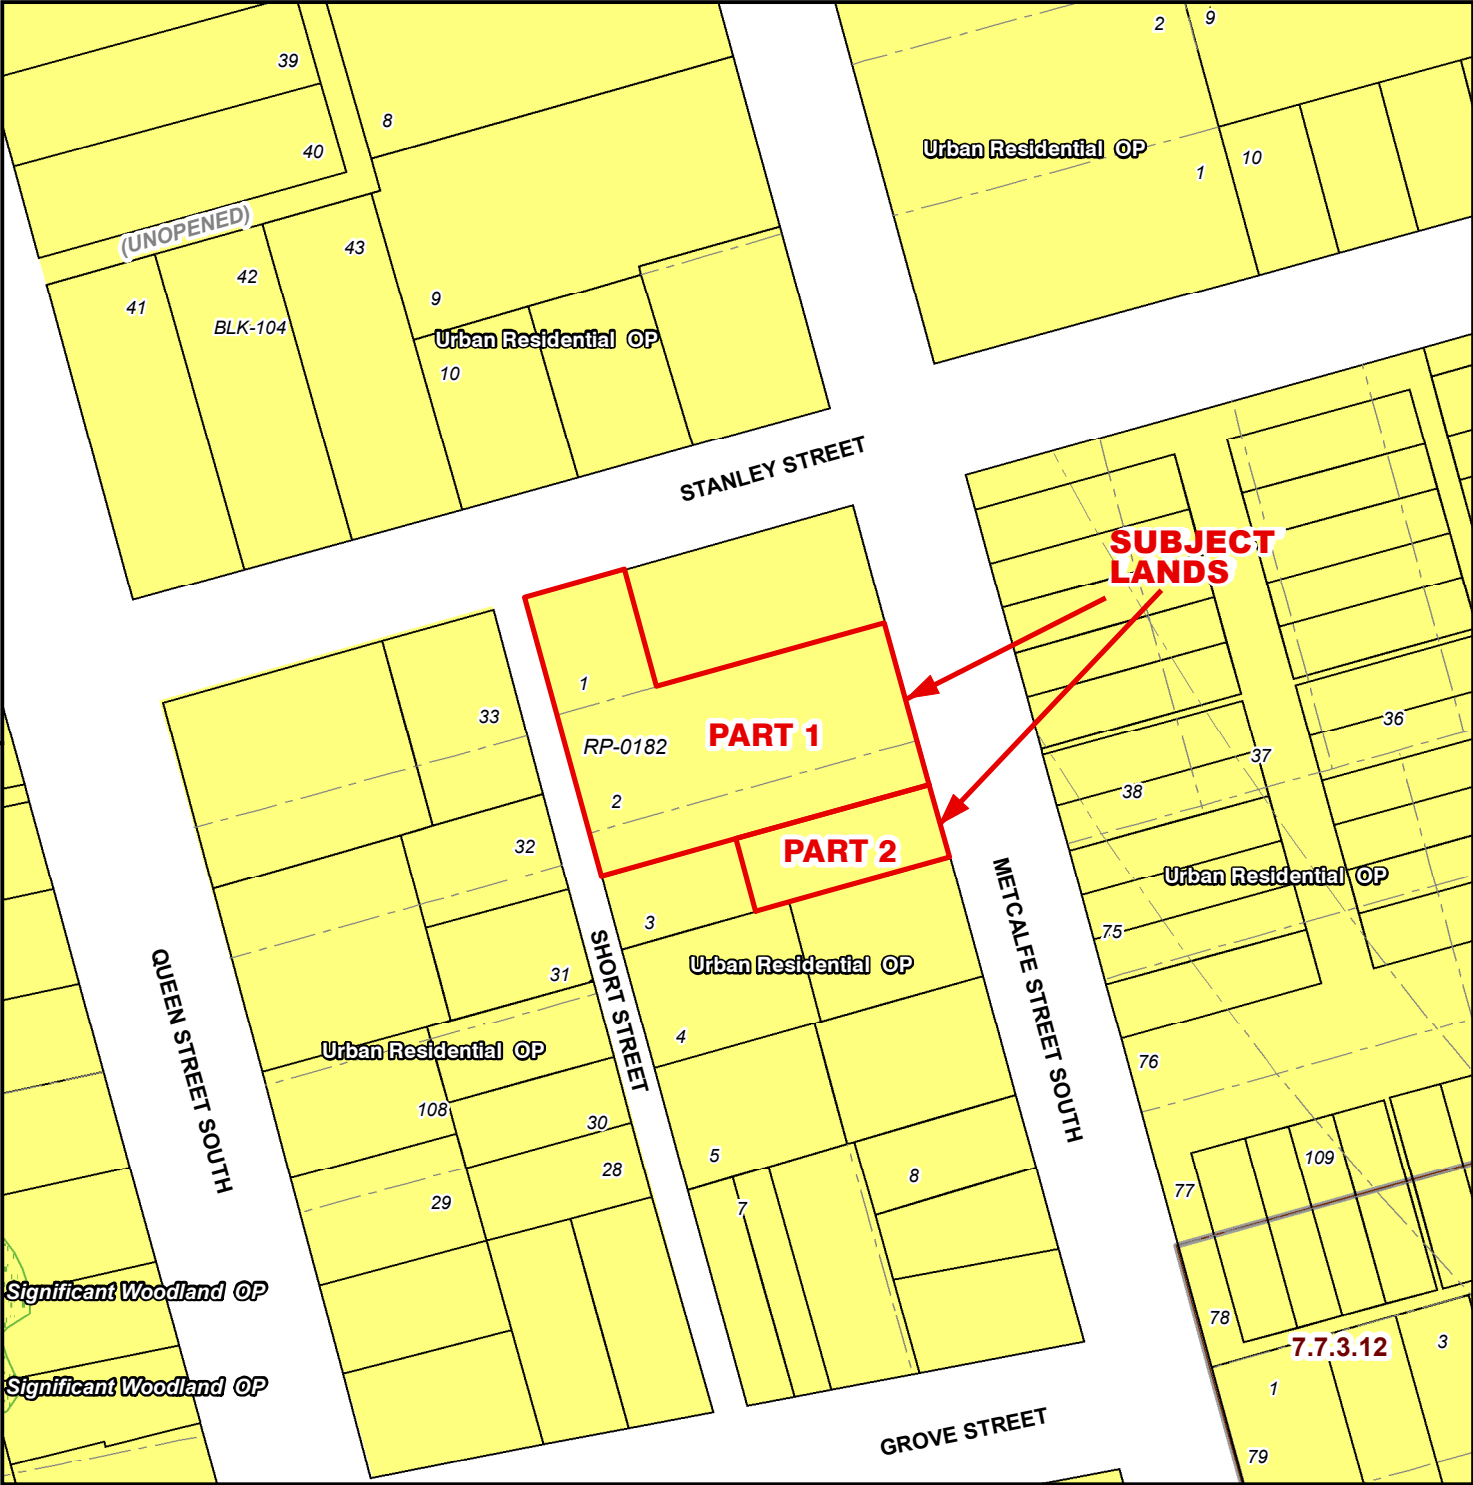 2
9
39
8
40
Urban Residential OP
1
10
(UNOPENED)
43
42
41
9
BLK-104
Urban Residential OP
10
STANLEY STREET
SUBJECT
LANDS
1
33
36
PART 1
RP-0182
37
38
2
32
PART 2
Urban Residential OP
3
75
METCALFE STREET SOUTH
QUEEN STREET SOUTH
SHORT STREET
Urban Residential OP
31
4
Urban Residential OP
76
108
30
5
109
28
8
77
29
7
Significant Woodland OP
78
7.7.3.12
3
Significant Woodland OP
1
GROVE STREET
79